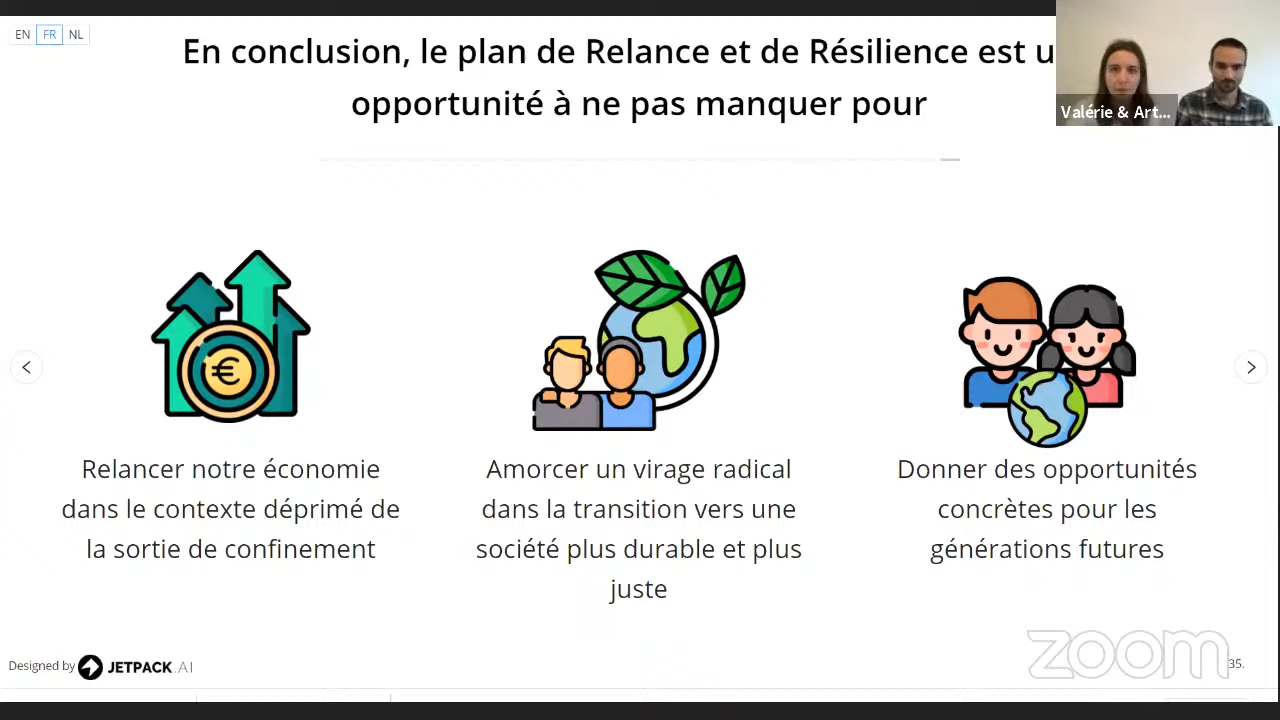 EN FR NL
En conclusion, le plan de Relance et de Résilience est u
opportunité à ne pas manquer pour
Valérie & Art...
Relancer notre économie
dans le contexte déprimé de
la sortie de confinement
Amorcer un virage radical
dans la transition vers une
société plus durable et plus
juste
Donner des opportunités
concrètes pour les
générations futures
Designed by JETPACK.AI
zoom
35.